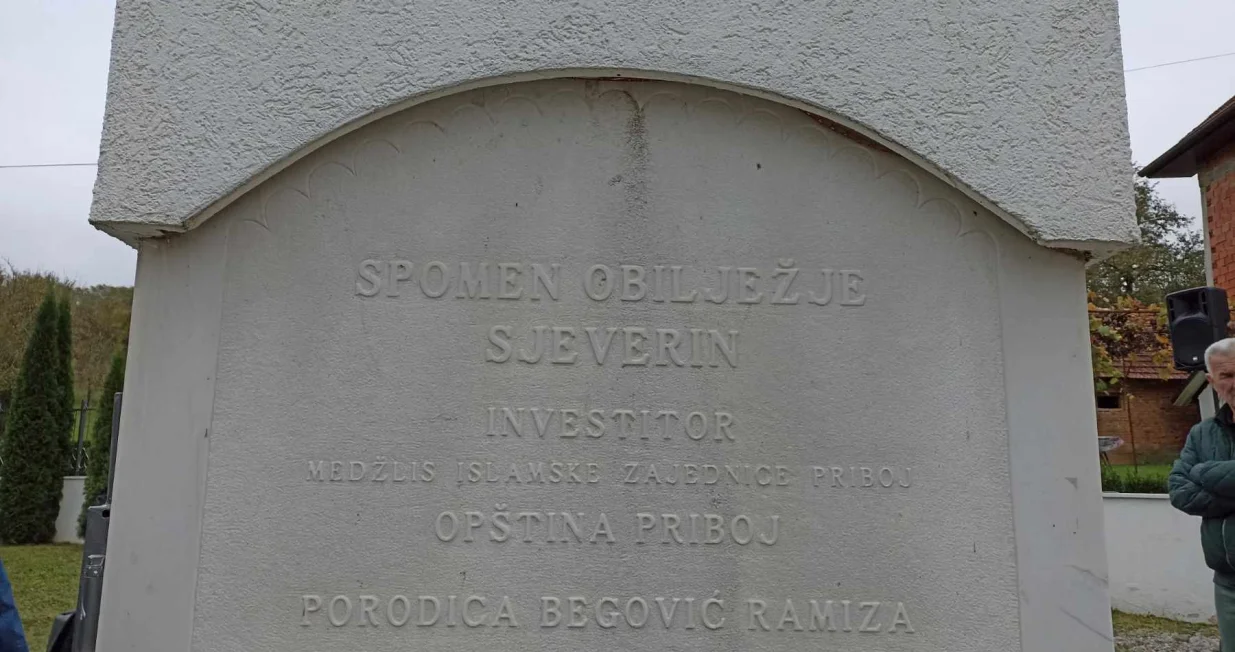 SPOMEN OBILJEŽJE
SJEVERIN
INVESTITOR
MEDŽLIS ISLAMSKE ZAJEDNICE PRIBOJ
OPŠTINA PRIBOJ
PORODICA BEGOVIĆ RAMIZA